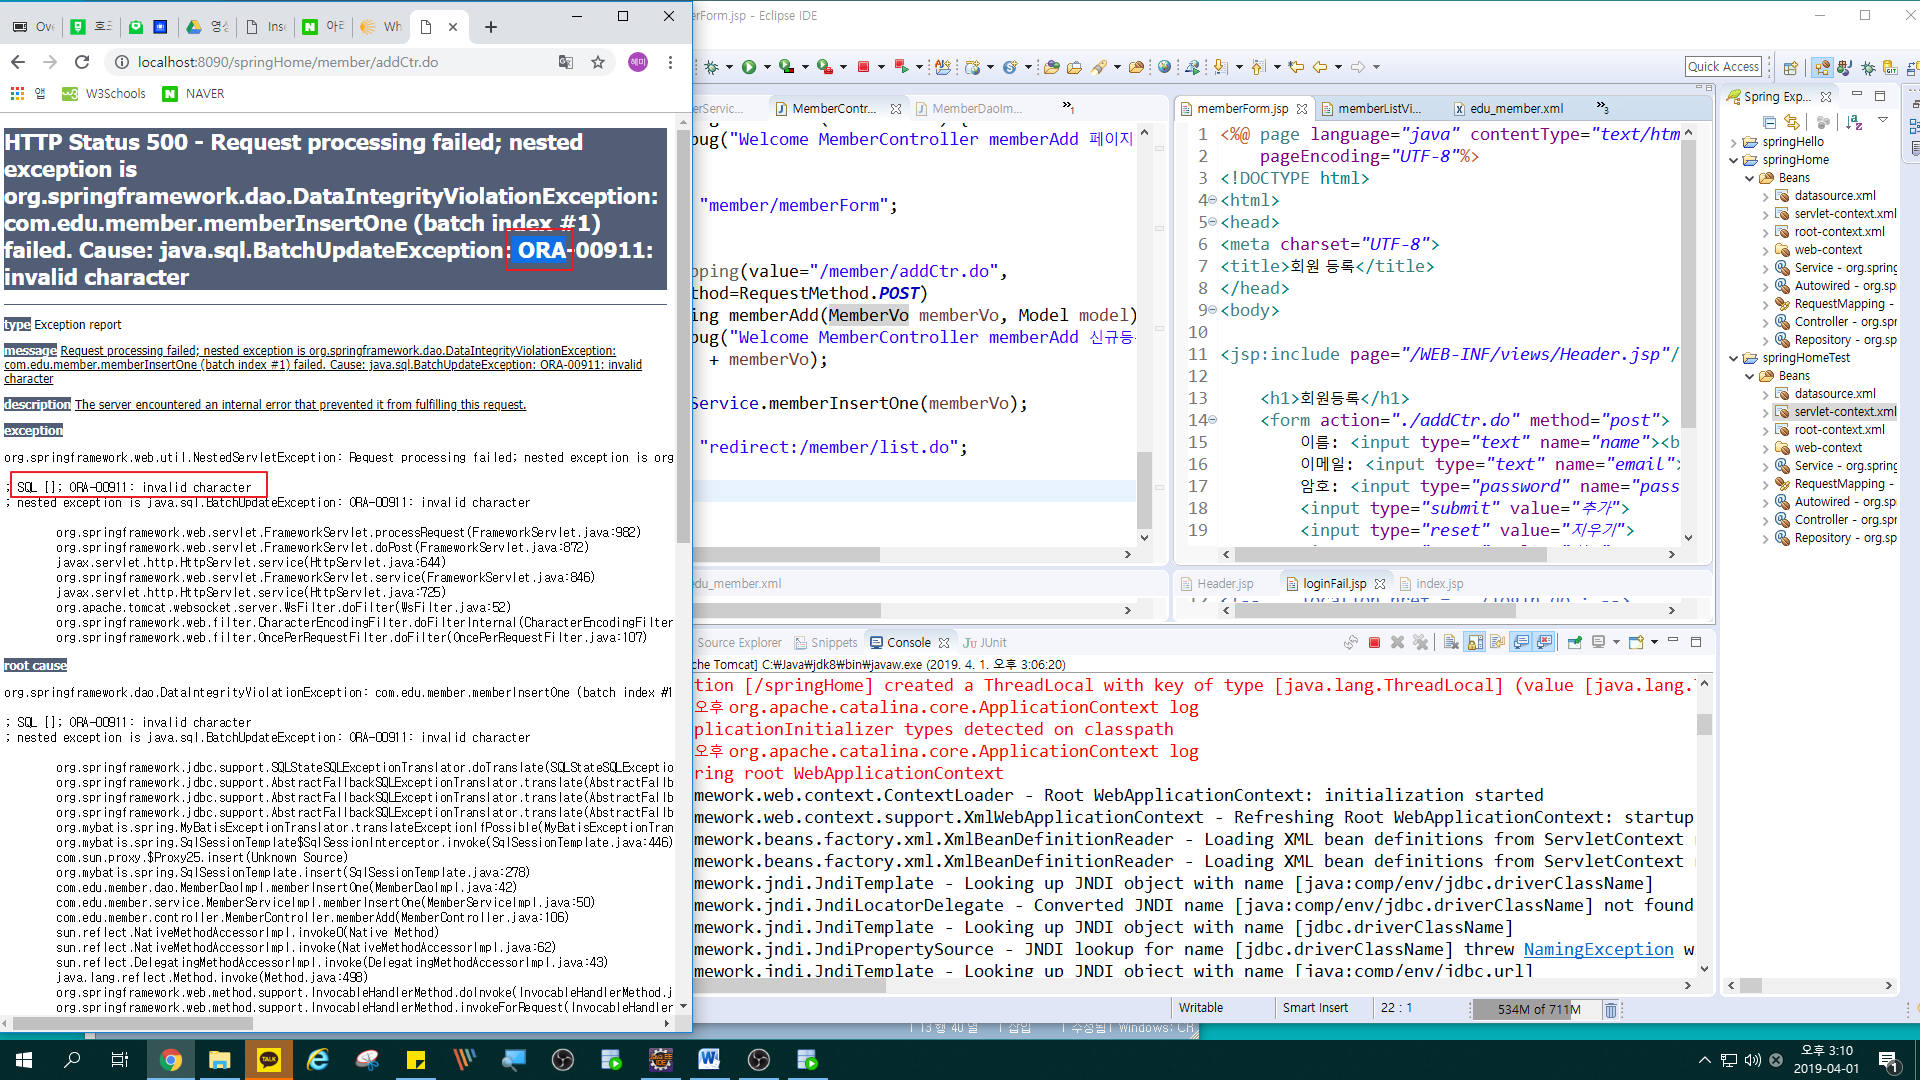 Ov
호ㄷ
영성
Ins
아ㅌ
Wh
localhost:8090/springHome/member/addCtr.do
혜미
앱
W3Schools
NAVER
HTTP Status 500 - Request processing failed; nested
exception is
org.springframework.dao.DataIntegrityViolationException:
com.edu.member.memberInsertOne (batch index #1)
failed. Cause: java.sql.BatchUpdateException: ORA-00911:
invalid character
type Exception report
message Request processing failed; nested exception is org.springframework.dao.DataIntegrityViolationException:
com.edu.member.memberInsertOne (batch index #1) failed. Cause: java.sql.BatchUpdateException: ORA-00911: invalid
character
description The server encountered an internal error that prevented it from fulfilling this request.
exception
org.springframework.web.util.NestedServletException: Request processing failed; nested exception is org
; SQL []; ORA-00911: invalid character
; nested exception is java.sql.BatchUpdateException: ORA-00911: invalid character
org.springframework.web.servlet.FrameworkServlet.processRequest(FrameworkServlet.java:982)
org.springframework.web.servlet.FrameworkServlet.doPost(FrameworkServlet.java:872)
javax.servlet.http.HttpServlet.service(HttpServlet.java:644)
org.springframework.web.servlet.FrameworkServlet.service(FrameworkServlet.java:846)
javax.servlet.http.HttpServlet.service(HttpServlet.java:725)
org.apache.tomcat.websocket.server.WsFilter.doFilter(WsFilter.java:52)
org.springframework.web.filter.CharacterEncodingFilter.doFilterInternal(CharacterEncodingFilter
org.springframework.web.filter.OncePerRequestFilter.doFilter(OncePerRequestFilter.java:107)
root cause
org.springframework.dao.DataIntegrityViolationException: com.edu.member.memberInsertOne (batch index #1
; SQL []; ORA-00911: invalid character
; nested exception is java.sql.BatchUpdateException: ORA-00911: invalid character
org.springframework.jdbc.support.SQLStateSQLExceptionTranslator.doTranslate(SQLStateSQLExceptio
org.springframework.jdbc.support.AbstractFallbackSQLExceptionTranslator.translate(AbstractFallb
org.springframework.jdbc.support.AbstractFallbackSQLExceptionTranslator.translate(AbstractFallb
org.springframework.jdbc.support.AbstractFallbackSQLExceptionTranslator.translate(AbstractFallb
org.mybatis.spring.MyBatisExceptionTranslator.translateExceptionIfPossible(MyBatisExceptionTran
org.mybatis.spring.SqlSessionTemplate$SqlSessionInterceptor.invoke(SqlSessionTemplate.java:446)
com.sun.proxy.$Proxy25.insert(Unknown Source)
org.mybatis.spring.SqlSessionTemplate.insert(SqlSessionTemplate.java:278)
com.edu.member.dao.MemberDaoImpl.memberInsertOne(MemberDaoImpl.java:42)
com.edu.member.service.MemberServiceImpl.memberInsertOne(MemberServiceImpl.java:50)
com.edu.member.controller.MemberController.memberAdd(MemberController.java:106)
sun.reflect.NativeMethodAccessorImpl.invoke0(Native Method)
sun.reflect.NativeMethodAccessorImpl.invoke(NativeMethodAccessorImpl.java:62)
sun.reflect.DelegatingMethodAccessorImpl.invoke(DelegatingMethodAccessorImpl.java:43)
java.lang.reflect.Method.invoke(Method.java:498)
org.springframework.web.method.support.InvocableHandlerMethod.doInvoke(InvocableHandlerMethod.j
org.springframework.web.method.support.InvocableHandlerMethod.invokeForRequest(InvocableHandler
erForm.jsp - Eclipse IDE
Quick Access
erServic...
MemberContr...
MemberDaoIm...
1
bug("Welcome MemberController memberAdd 페이지
"member/memberForm";
pping(value="/member/addCtr.do",
thod=RequestMethod.POST)
ing memberAdd(MemberVo memberVo, Model model)
bug("Welcome MemberController memberAdd 신규등
+ memberVo);
Service.memberInsertOne(memberVo);
"redirect:/member/list.do";
edu_member.xml
memberForm.jsp
memberListVi...
edu_member.xml
3
1 <%@ page language="java" contentType="text/htm
2 pageEncoding="UTF-8"%>
3 <!DOCTYPE html>
4 <html>
5 <head>
6 <meta charset="UTF-8">
7 <title>회원 등록</title>
8 </head>
9 <body>
10
11 <jsp:include page="/WEB-INF/views/Header.jsp"/
12
13 <h1>회원등록</h1>
14 <form action="./addCtr.do" method="post">
15 이름: <input type="text" name="name"><b
16 이메일: <input type="text" name="email">
17 암호: <input type="password" name="pass
18 <input type="submit" value="추가">
19 <input type="reset" value="지우기">
Header.jsp
loginFail.jsp
index.jsp
Spring Exp...
springHello
springHome
Beans
datasource.xml
servlet-context.xml
root-context.xml
web-context
Service - org.spring
Autowired - org.sp
RequestMapping -
Controller - org.spr
Repository - org.sp
springHomeTest
Beans
datasource.xml
servlet-context.xml
root-context.xml
web-context
Service - org.spring
RequestMapping -
Autowired - org.sp
Controller - org.spr
Repository - org.sp
Source Explorer
Snippets
Console
JUnit
che Tomcat] C:\Java\jdk8\bin\javaw.exe (2019. 4. 1. 오후 3:06:20)
tion [/springHome] created a ThreadLocal with key of type [java.lang.ThreadLocal] (value [java.lang.
오후 org.apache.catalina.core.ApplicationContext log
plicationInitializer types detected on classpath
오후 org.apache.catalina.core.ApplicationContext log
ring root WebApplicationContext
mework.web.context.ContextLoader - Root WebApplicationContext: initialization started
mework.web.context.support.XmlWebApplicationContext - Refreshing Root WebApplicationContext: startup
mework.beans.factory.xml.XmlBeanDefinitionReader - Loading XML bean definitions from ServletContext
mework.beans.factory.xml.XmlBeanDefinitionReader - Loading XML bean definitions from ServletContext
mework.jndi.JndiTemplate - Looking up JNDI object with name [java:comp/env/jdbc.driverClassName]
mework.jndi.JndiLocatorDelegate - Converted JNDI name [java:comp/env/jdbc.driverClassName] not found
mework.jndi.JndiTemplate - Looking up JNDI object with name [jdbc.driverClassName]
mework.jndi.JndiPropertySource - JNDI lookup for name [jdbc.driverClassName] threw NamingException w
mework.jndi.JndiTemplate - Looking up JNDI object with name [java:comp/env/jdbc.url]
Writable
Smart Insert
22 : 1
534M of 711M
13 행 40 열
삽입
수정됨
Windows: CR
TALK
오후 3:10
2019-04-01
1